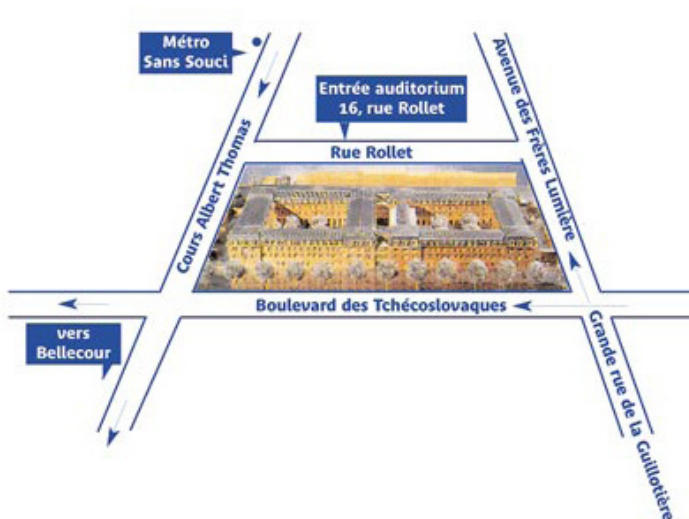 Métro
Sans Souci
Entrée auditorium
16, rue Rollet
Avenue des Frères Lumière
Rue Rollet
Cours Albert Thomas
Boulevard des Tchécoslovaques
vers
Bellecour
Grande rue de la Guillotière